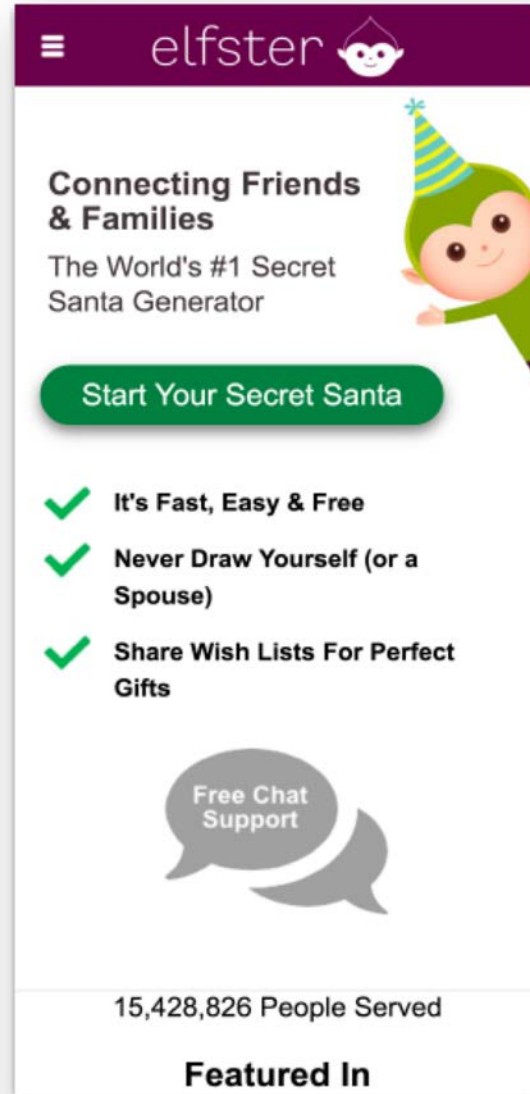 elfster
Connecting Friends
& Families
The World's #1 Secret
Santa Generator
Start Your Secret Santa
It's Fast, Easy & Free
Never Draw Yourself (or a
Spouse)
Share Wish Lists For Perfect
Gifts
Free Chat
Support
15,428,826 People Served
Featured In